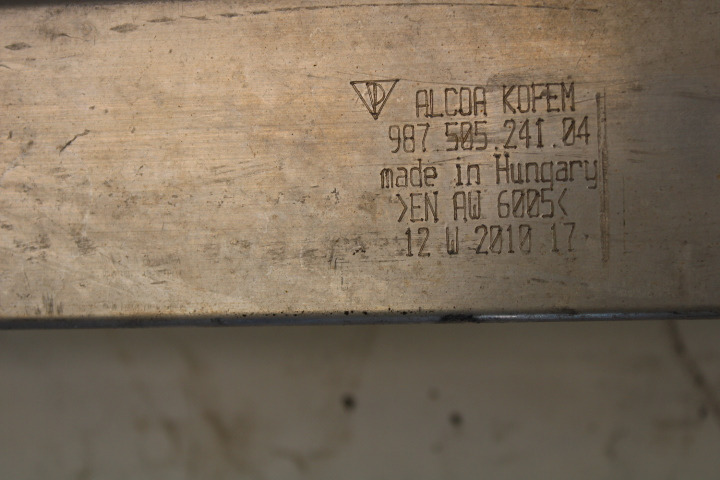 ALCOA KOFEM
987.505.241.04
made in Hungary
>EN AW 6005<
12 W 2010 17